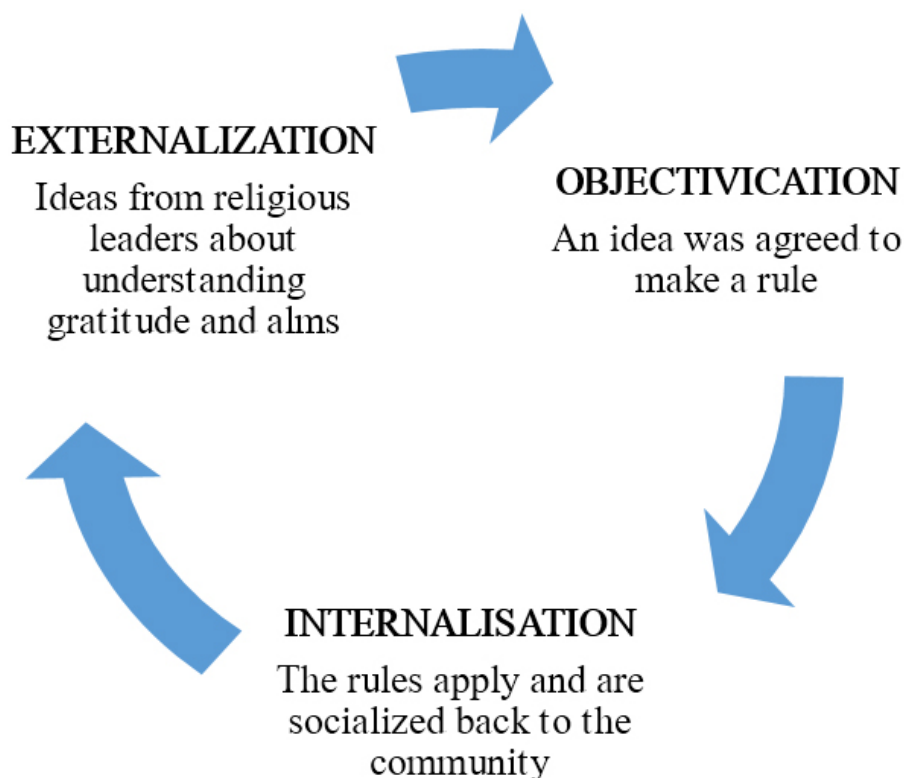 EXTERNALIZATION
Ideas from religious
leaders about
understanding
gratitude and alms
OBJECTIVICATION
An idea was agreed to
make a rule
INTERNALISATION
The rules apply and are
socialized back to the
community